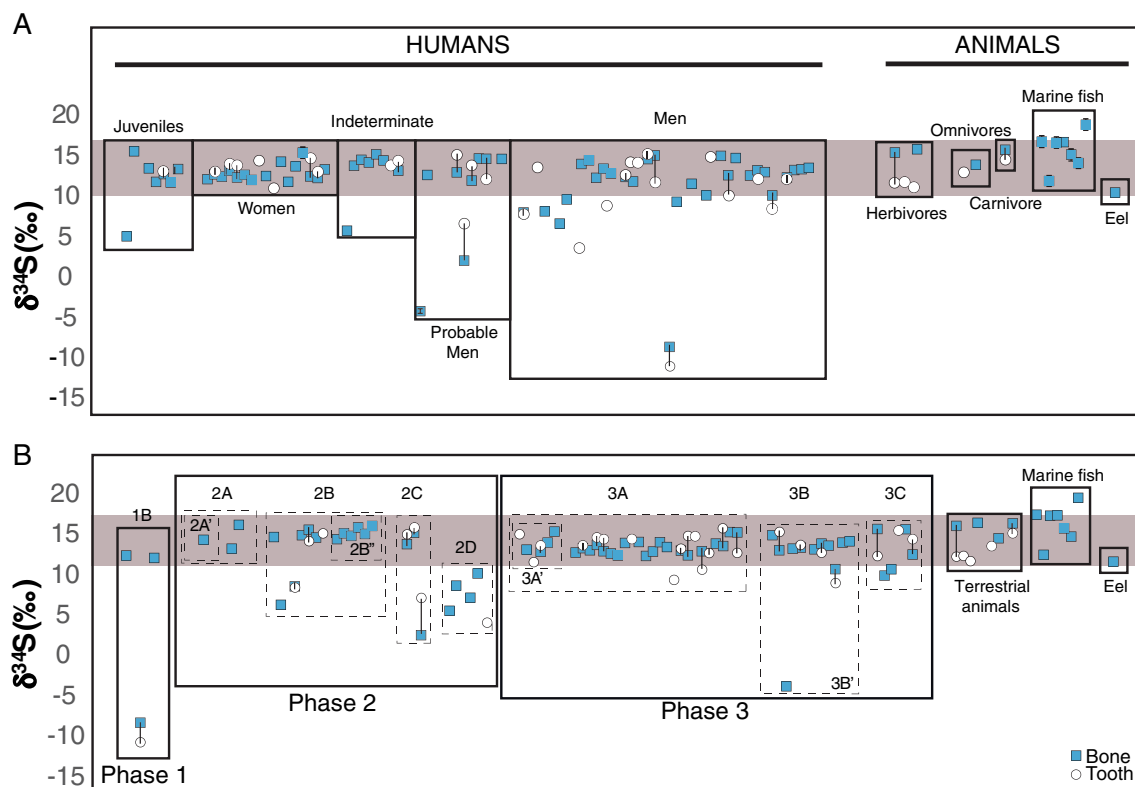 A
HUMANS
ANIMALS
Juveniles
Women
Indeterminate
Probable
Men
Men
Herbivores
Omnivores
Carnivore
Marine fish
Eel
20
15
10
5
0
-5
-10
-15
δ³⁴S(‰)
B
1B
2A
2A'
2B
2B"
2C
2D
3A
3A'
3B
3B'
3C
Terrestrial
animals
Marine fish
Eel
20
15
10
5
0
-5
-10
-15
δ³⁴S(‰)
Phase 1
Phase 2
Phase 3
Bone
Tooth